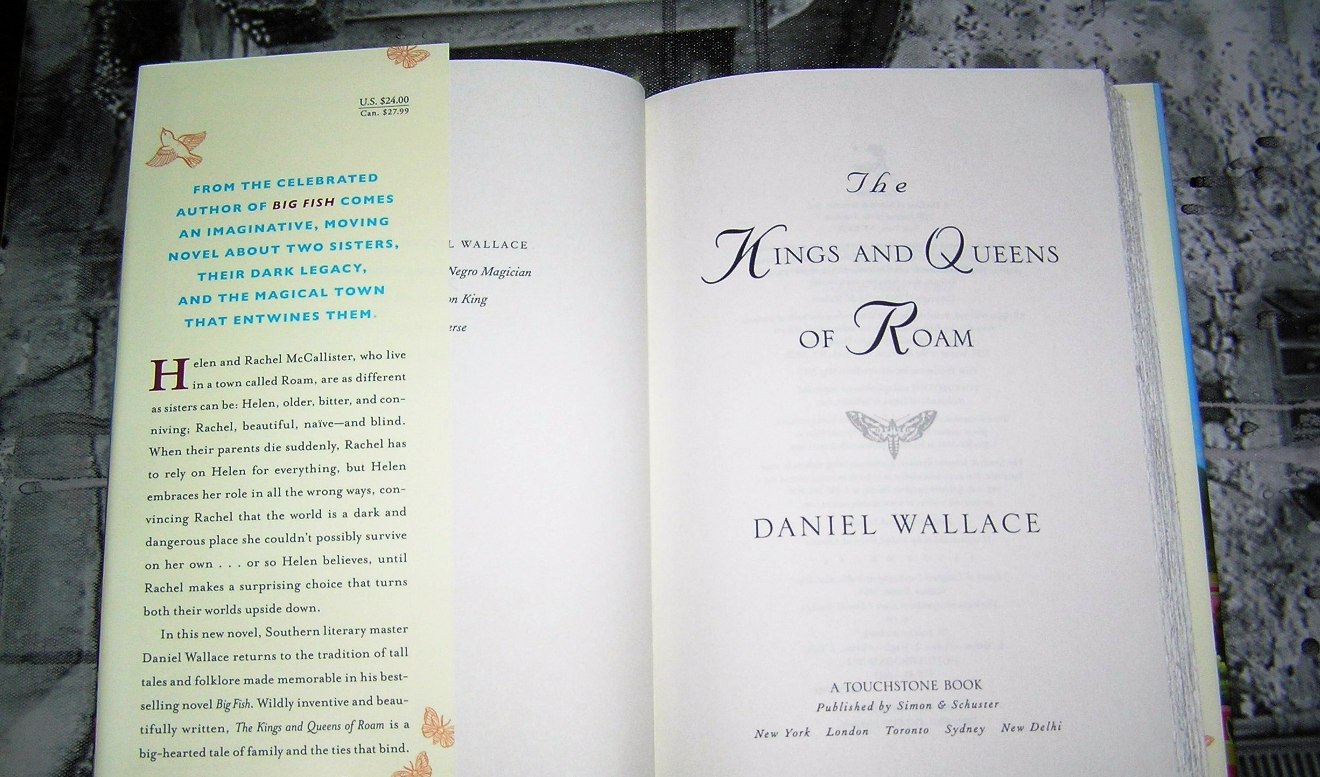 U.S. $24.00
Can. $27.99
FROM THE CELEBRATED
AUTHOR OF BIG FISH COMES
AN IMAGINATIVE, MOVING
NOVEL ABOUT TWO SISTERS,
THEIR DARK LEGACY,
AND THE MAGICAL TOWN
THAT ENTWINES THEM.
Helen and Rachel McCallister, who live
in a town called Roam, are as different
as sisters can be: Helen, older, bitter, and con-
niving; Rachel, beautiful, naïve—and blind.
When their parents die suddenly, Rachel has
to rely on Helen for everything, but Helen
embraces her role in all the wrong ways, con-
vincing Rachel that the world is a dark and
dangerous place she couldn't possibly survive
on her own . . . or so Helen believes, until
Rachel makes a surprising choice that turns
both their worlds upside down.
In this new novel, Southern literary master
Daniel Wallace returns to the tradition of tall
tales and folklore made memorable in his best-
selling novel Big Fish. Wildly inventive and beau-
tifully written, The Kings and Queens of Roam is a
big-hearted tale of family and the ties that bind.
L WALLACE
Negro Magician
on King
erse
The
KINGS AND QUEENS
OF ROAM
DANIEL WALLACE
A TOUCHSTONE BOOK
Published by Simon & Schuster
New York London Toronto Sydney New Delhi